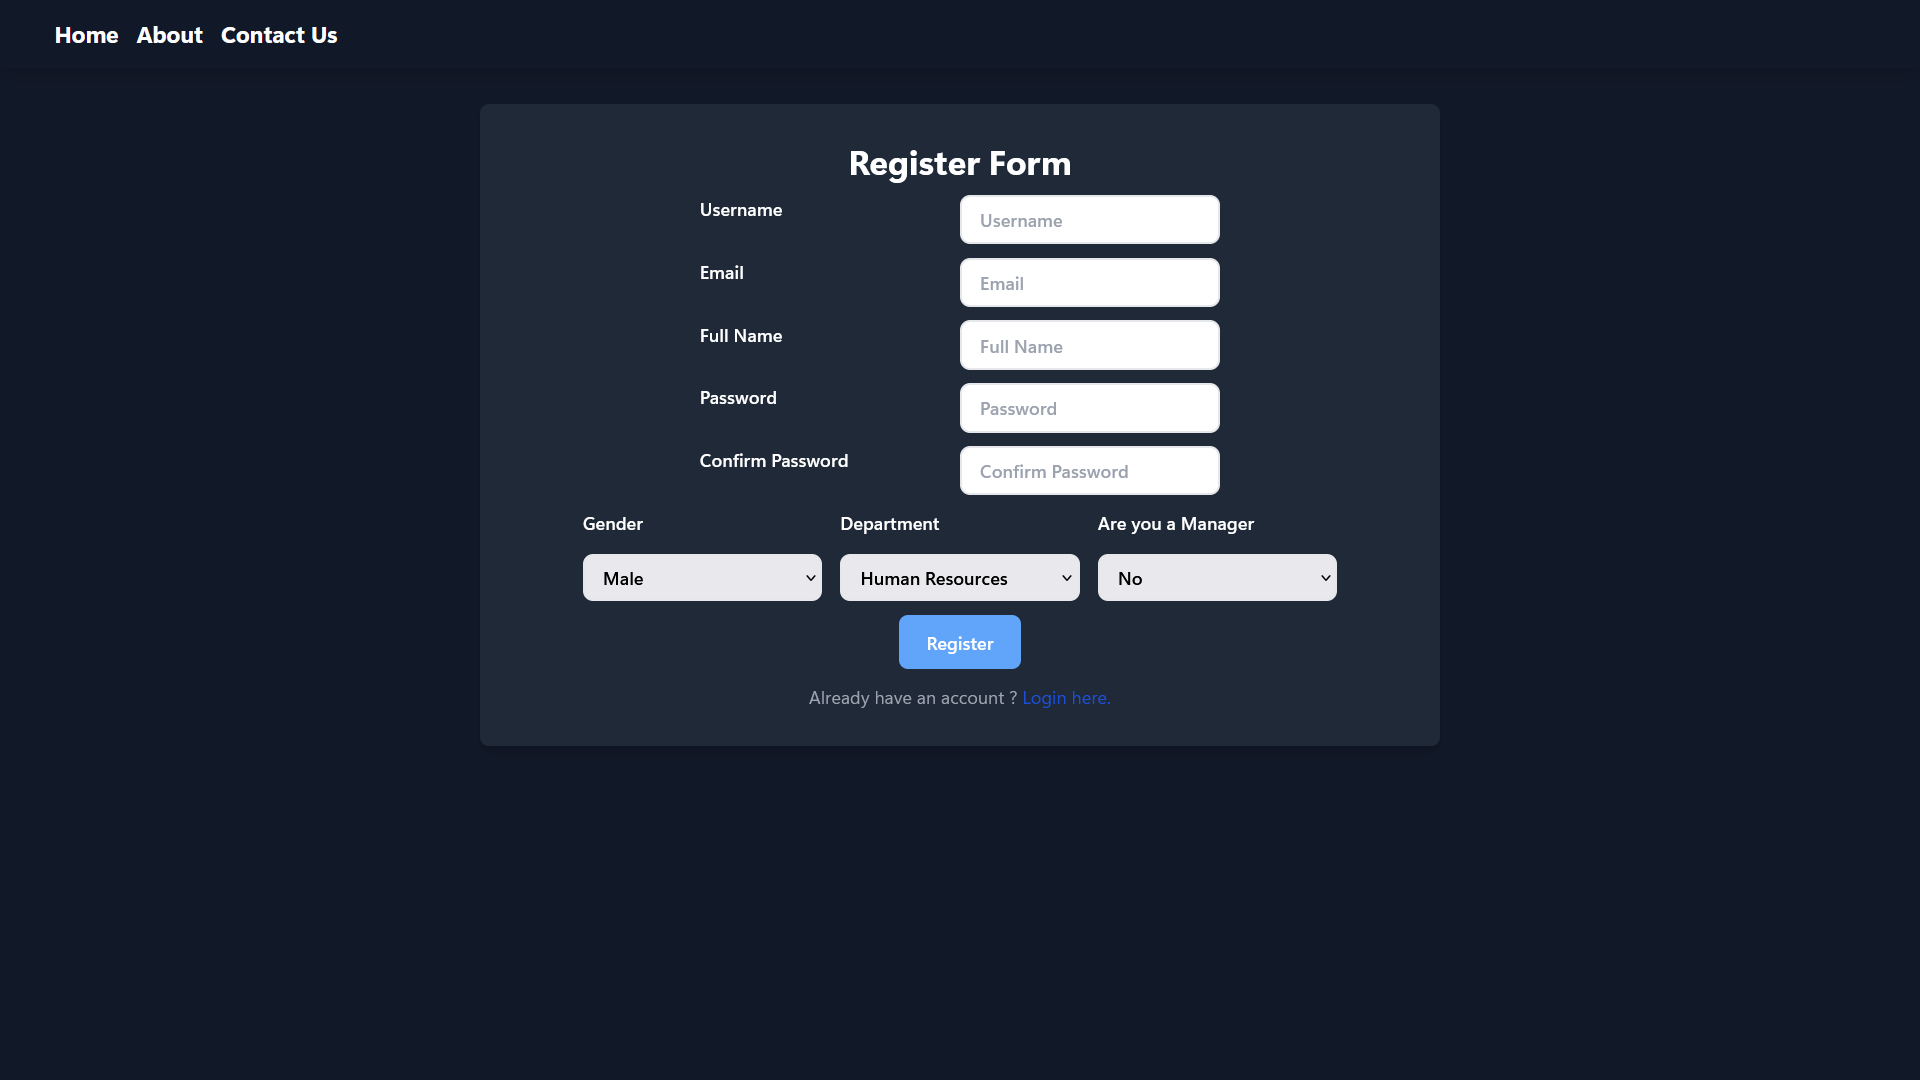 Home About Contact Us
Register Form
Username Username
Email Email
Full Name Full Name
Password Password
Confirm Password Confirm Password
Gender Department Are you a Manager
Male Human Resources No
Register
Already have an account ? Login here.